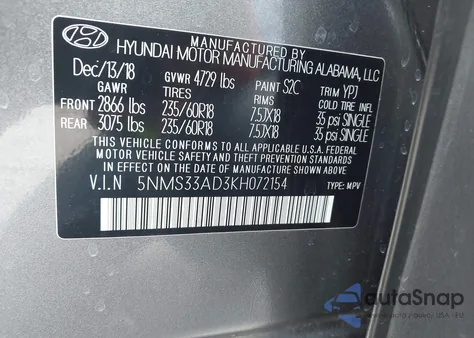 MANUFACTURED BY
HYUNDAI MOTOR MANUFACTURING ALABAMA, LLC
Dec/13/18 GVWR 4729 lbs PAINT S2C TRIM YPJ
GAWR RIMS COLD TIRE INFL
FRONT 2866 lbs 235/60R18 7.5JX18 35 psi SINGLE
REAR 3075 lbs 235/60R18 7.5JX18 35 psi SINGLE
THIS VEHICLE CONFORMS TO ALL APPLICABLE U.S.A. FEDERAL
MOTOR VEHICLE SAFETY AND THEFT PREVENTION STANDARDS
IN EFFECT ON THE DATE OF MANUFACTURE SHOWN ABOVE.
V.I.N 5NMS33AD3KH072154 TYPE: MPV
autoSnap